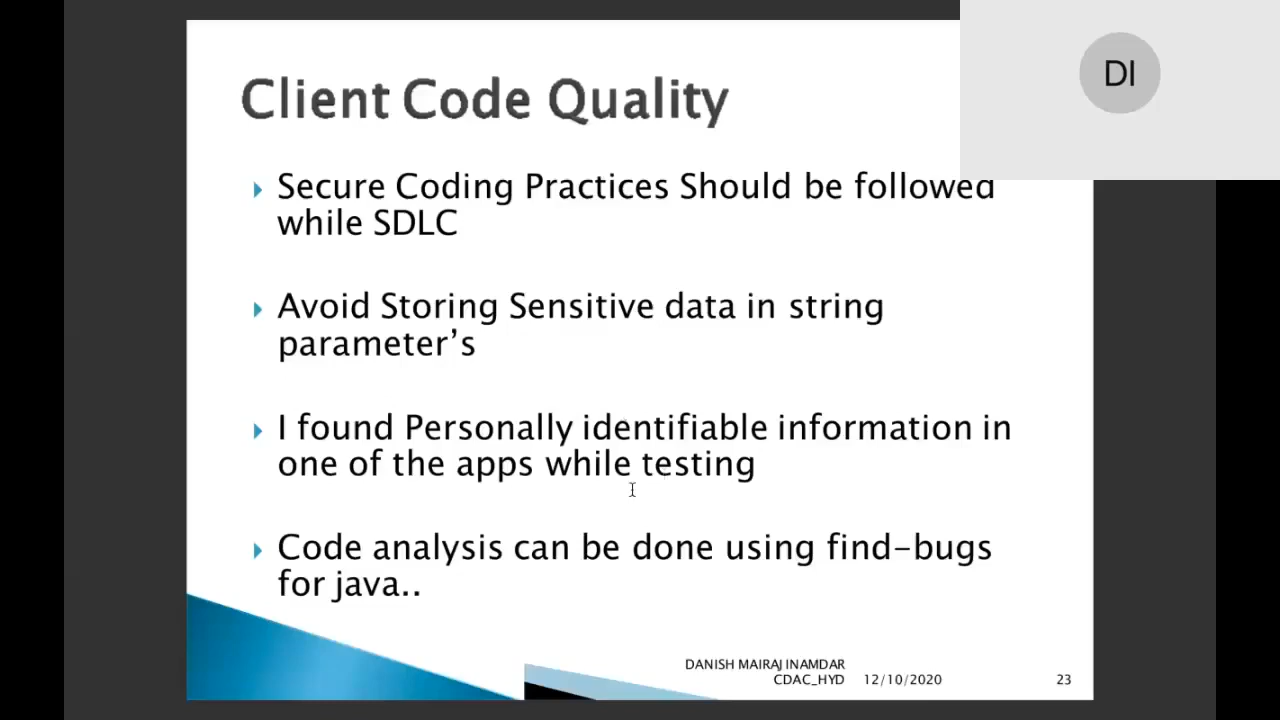 DI
Client Code Quality
Secure Coding Practices Should be followed
while SDLC
Avoid Storing Sensitive data in string
parameter’s
I found Personally identifiable information in
one of the apps while testing
Code analysis can be done using find-bugs
for java..
DANISH MAIRAJ INAMDAR
CDAC_HYD 12/10/2020 23